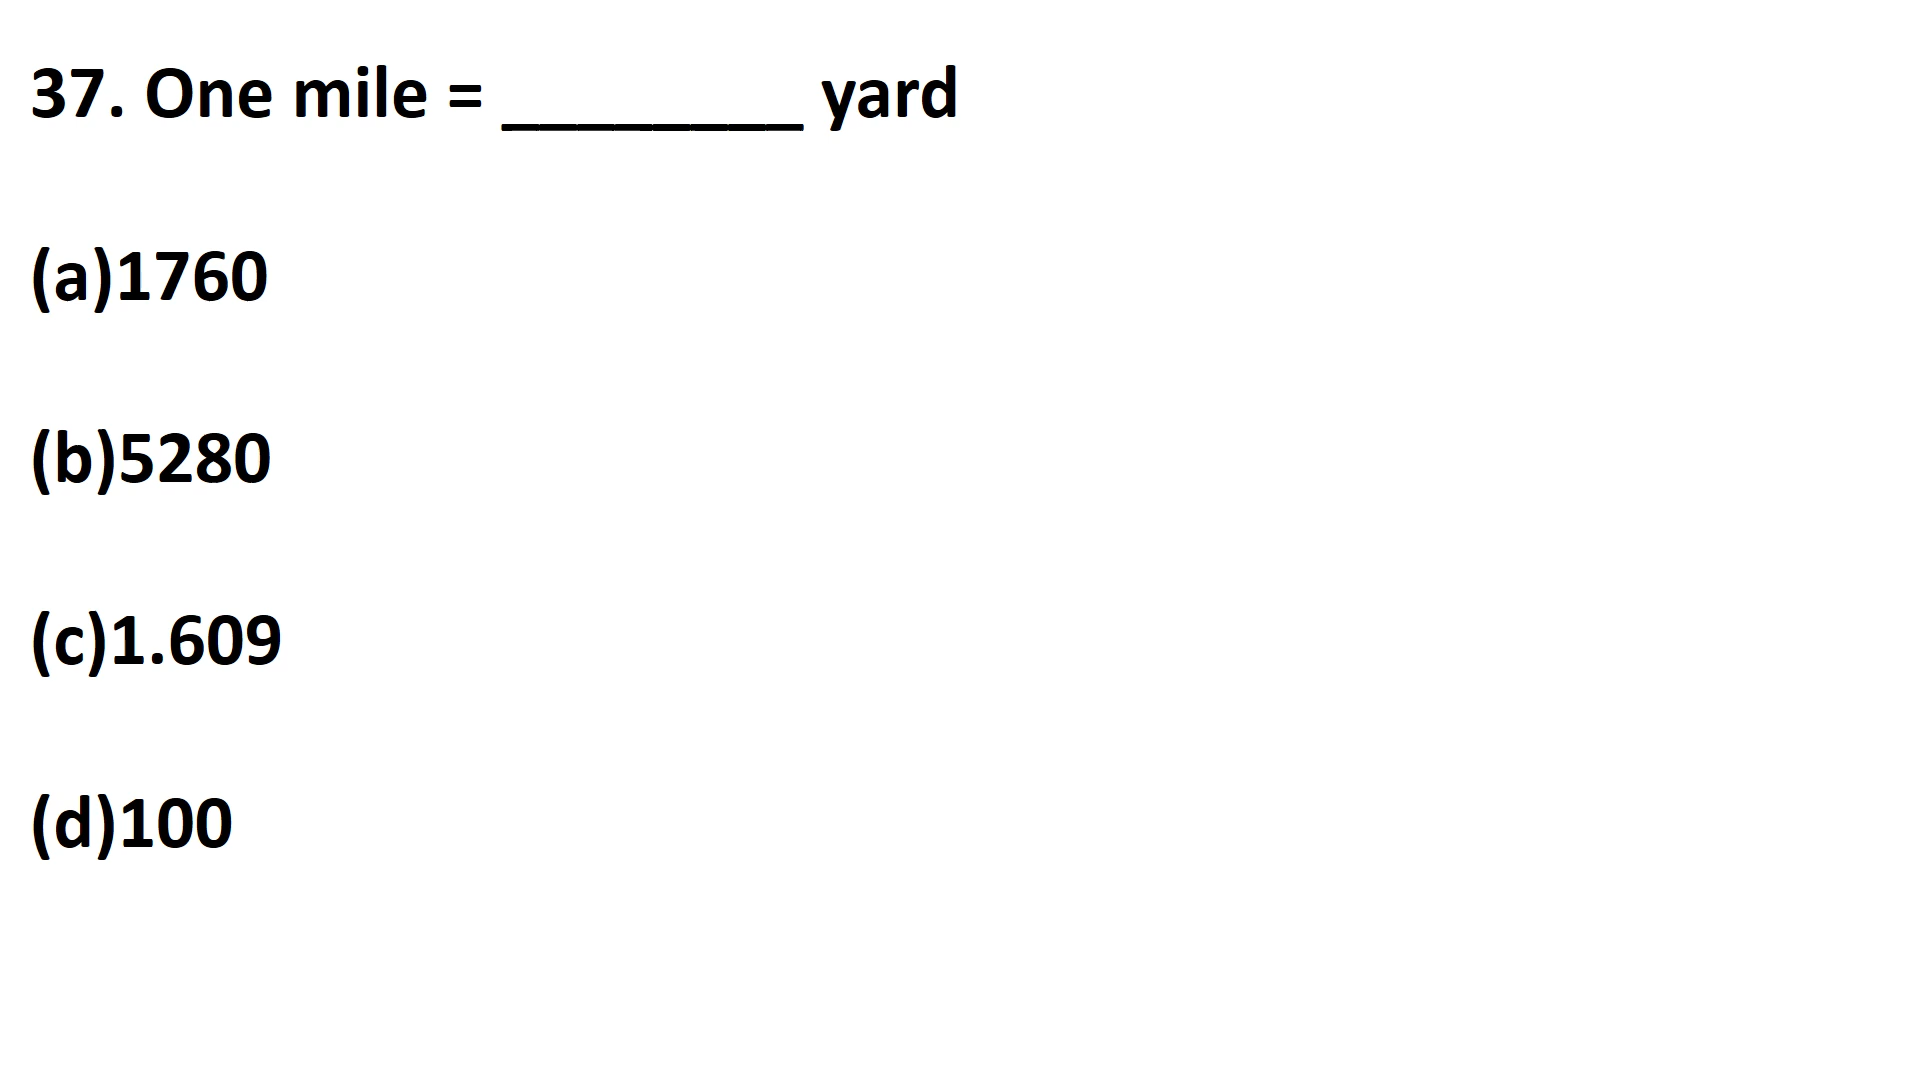 37. One mile = ________ yard
(a)1760
(b)5280
(c)1.609
(d)100